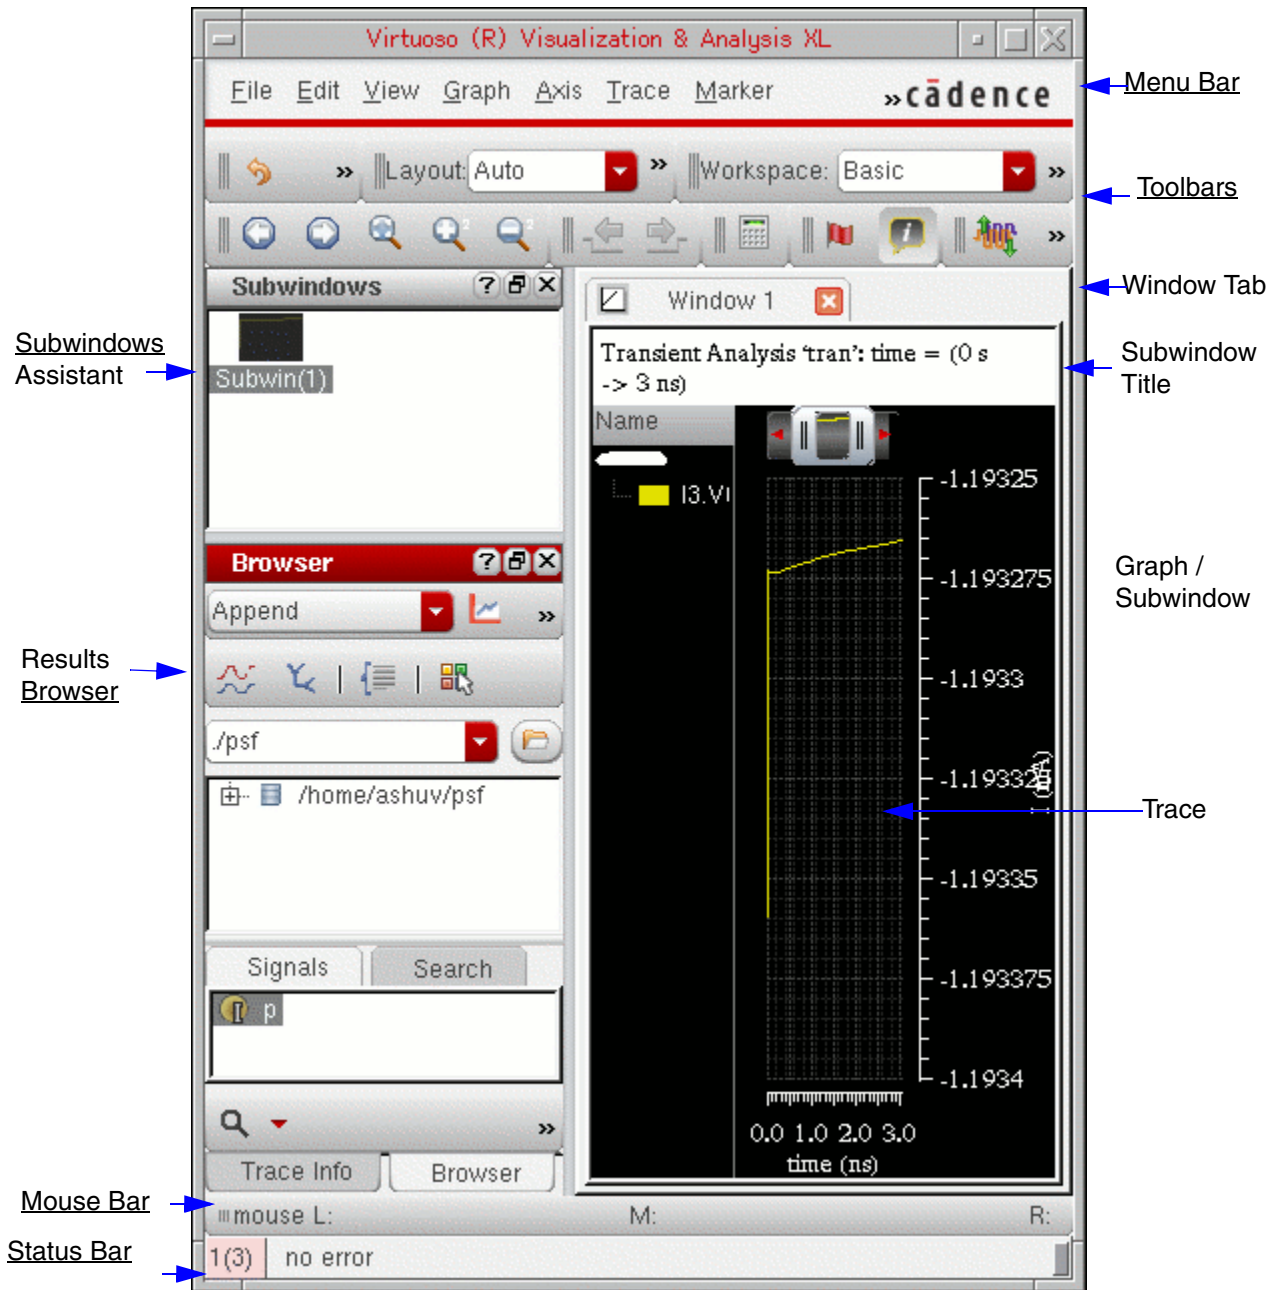 Virtuoso (R) Visualization & Analysis XL
File Edit View Graph Axis Trace Marker
»cādence
Menu Bar
» Layout: Auto » Workspace: Basic »
Toolbars
»
Subwindows
Window 1
Window Tab
Subwindows
Assistant
Subwin(1)
Transient Analysis ‘tran’: time = (0 s
-> 3 ns)
Subwindow
Title
Name
I3.V
-1.19325
-1.193275
-1.1933
-1.193325
I (mA)
-1.19335
-1.193375
-1.1934
0.0 1.0 2.0 3.0
time (ns)
Graph /
Subwindow
Trace
Browser
Append »
Results
Browser
./psf
/home/ashuv/psf
Signals Search
p
»
Trace Info Browser
Mouse Bar
mouse L: M: R:
Status Bar
1(3) no error